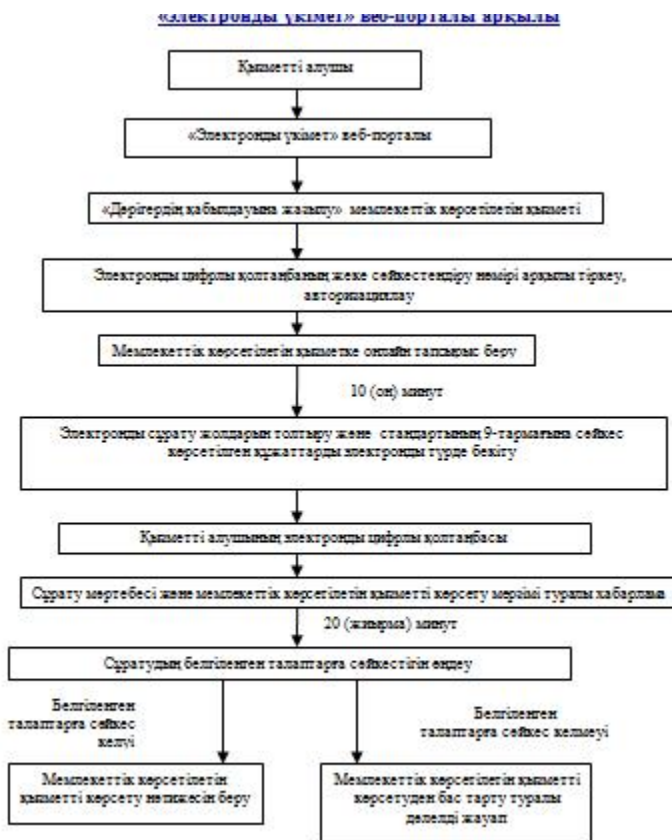 «Электронды үкімет» веб-порталы арқылы
Қызметті алушы
«Электронды үкімет» веб-порталы
«Дәрігердің қабылдауына жазылу» мемлекеттік көрсетілетін қызметі
Электронды цифрлы қолтаңбаның жеке сәйкестендіру нөмірі арқылы тіркеу,
авторизациялау
Мемлекеттік көрсетілетін қызметке онлайн тапсырыс беру
10 (он) минут
Электронды сұрату жолдарын толтыру және стандартының 9-тармағына сәйкес
көрсетілген құжаттарды электронды түрде бекіту
Қызметті алушының электронды цифрлы қолтаңбасы
Сұрату мәртебесі және мемлекеттік көрсетілетін қызметті көрсету мерзімі туралы хабарлама
20 (жиырма) минут
Сұратудың белгіленген талаптарға сәйкестігін өңдеу
Белгіленген
талаптарға сәйкес
келуі
Белгіленген
талаптарға сәйкес келмеуі
Мемлекеттік көрсетілетін
қызметті көрсету нәтижесін беру
Мемлекеттік көрсетілетін қызметті
көрсетуден бас тарту туралы
дәлелді жауап